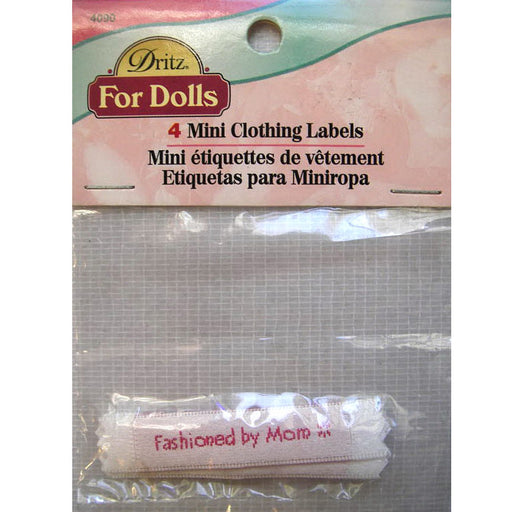 4096
Dritz®
For Dolls
4 Mini Clothing Labels
Mini étiquettes de vêtement
Etiquetas para Miniropa
Fashioned by Mom